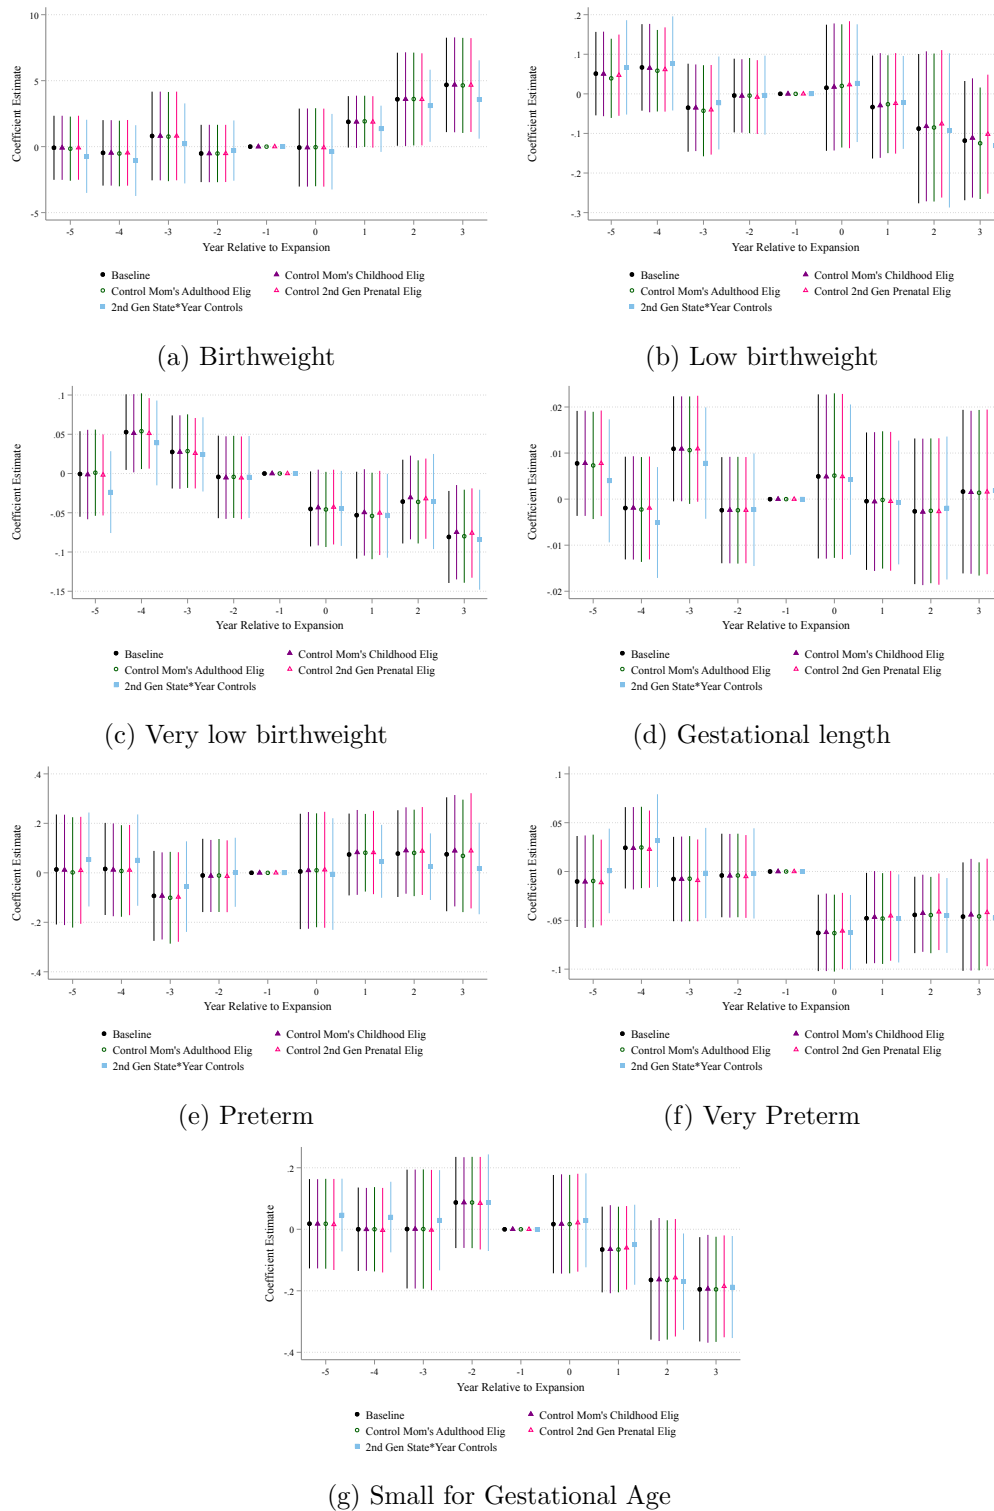 10
5
0
-5
Coefficient Estimate
-5 -4 -3 -2 -1 0 1 2 3
Year Relative to Expansion
Baseline Control Mom's Childhood Elig
Control Mom's Adulthood Elig Control 2nd Gen Prenatal Elig
2nd Gen State*Year Controls
(a) Birthweight
.2
.1
0
-.1
-.2
-.3
Coefficient Estimate
-5 -4 -3 -2 -1 0 1 2 3
Year Relative to Expansion
Baseline Control Mom's Childhood Elig
Control Mom's Adulthood Elig Control 2nd Gen Prenatal Elig
2nd Gen State*Year Controls
(b) Low birthweight
.1
.05
0
-.05
-.1
-.15
Coefficient Estimate
-5 -4 -3 -2 -1 0 1 2 3
Year Relative to Expansion
Baseline Control Mom's Childhood Elig
Control Mom's Adulthood Elig Control 2nd Gen Prenatal Elig
2nd Gen State*Year Controls
(c) Very low birthweight
.02
.01
0
-.01
-.02
Coefficient Estimate
-5 -4 -3 -2 -1 0 1 2 3
Year Relative to Expansion
Baseline Control Mom's Childhood Elig
Control Mom's Adulthood Elig Control 2nd Gen Prenatal Elig
2nd Gen State*Year Controls
(d) Gestational length
.4
.2
0
-.2
-.4
Coefficient Estimate
-5 -4 -3 -2 -1 0 1 2 3
Year Relative to Expansion
Baseline Control Mom's Childhood Elig
Control Mom's Adulthood Elig Control 2nd Gen Prenatal Elig
2nd Gen State*Year Controls
(e) Preterm
.1
.05
0
-.05
-.1
Coefficient Estimate
-5 -4 -3 -2 -1 0 1 2 3
Year Relative to Expansion
Baseline Control Mom's Childhood Elig
Control Mom's Adulthood Elig Control 2nd Gen Prenatal Elig
2nd Gen State*Year Controls
(f) Very Preterm
.2
0
-.2
-.4
Coefficient Estimate
-5 -4 -3 -2 -1 0 1 2 3
Year Relative to Expansion
Baseline Control Mom's Childhood Elig
Control Mom's Adulthood Elig Control 2nd Gen Prenatal Elig
2nd Gen State*Year Controls
(g) Small for Gestational Age